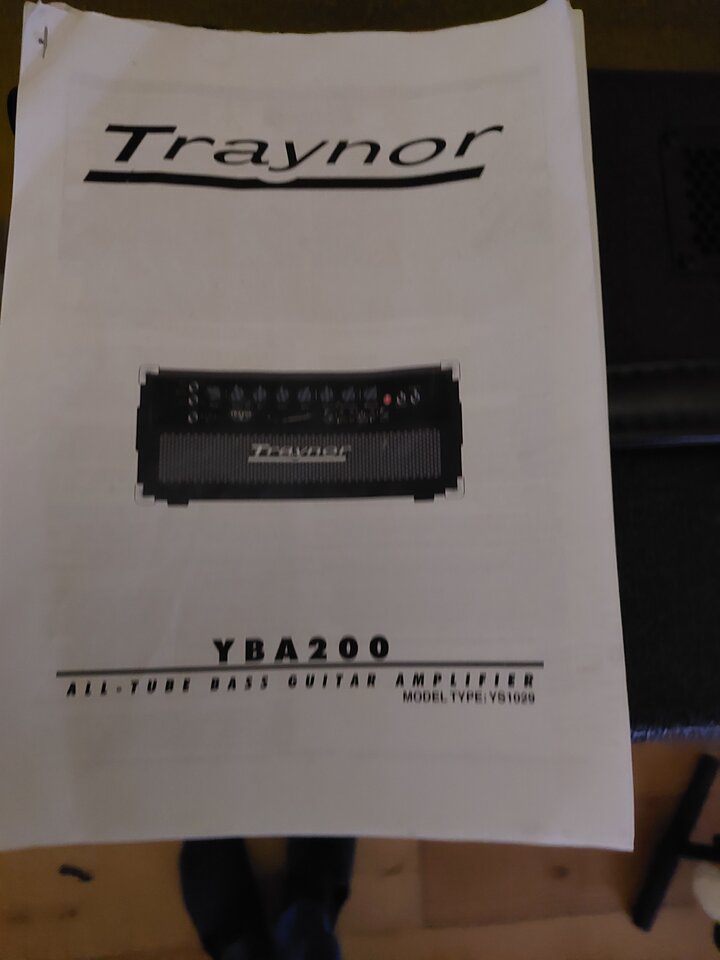 Traynor
Traynor
YBA200
ALL-TUBE BASS GUITAR AMPLIFIER
MODEL TYPE: YS1029